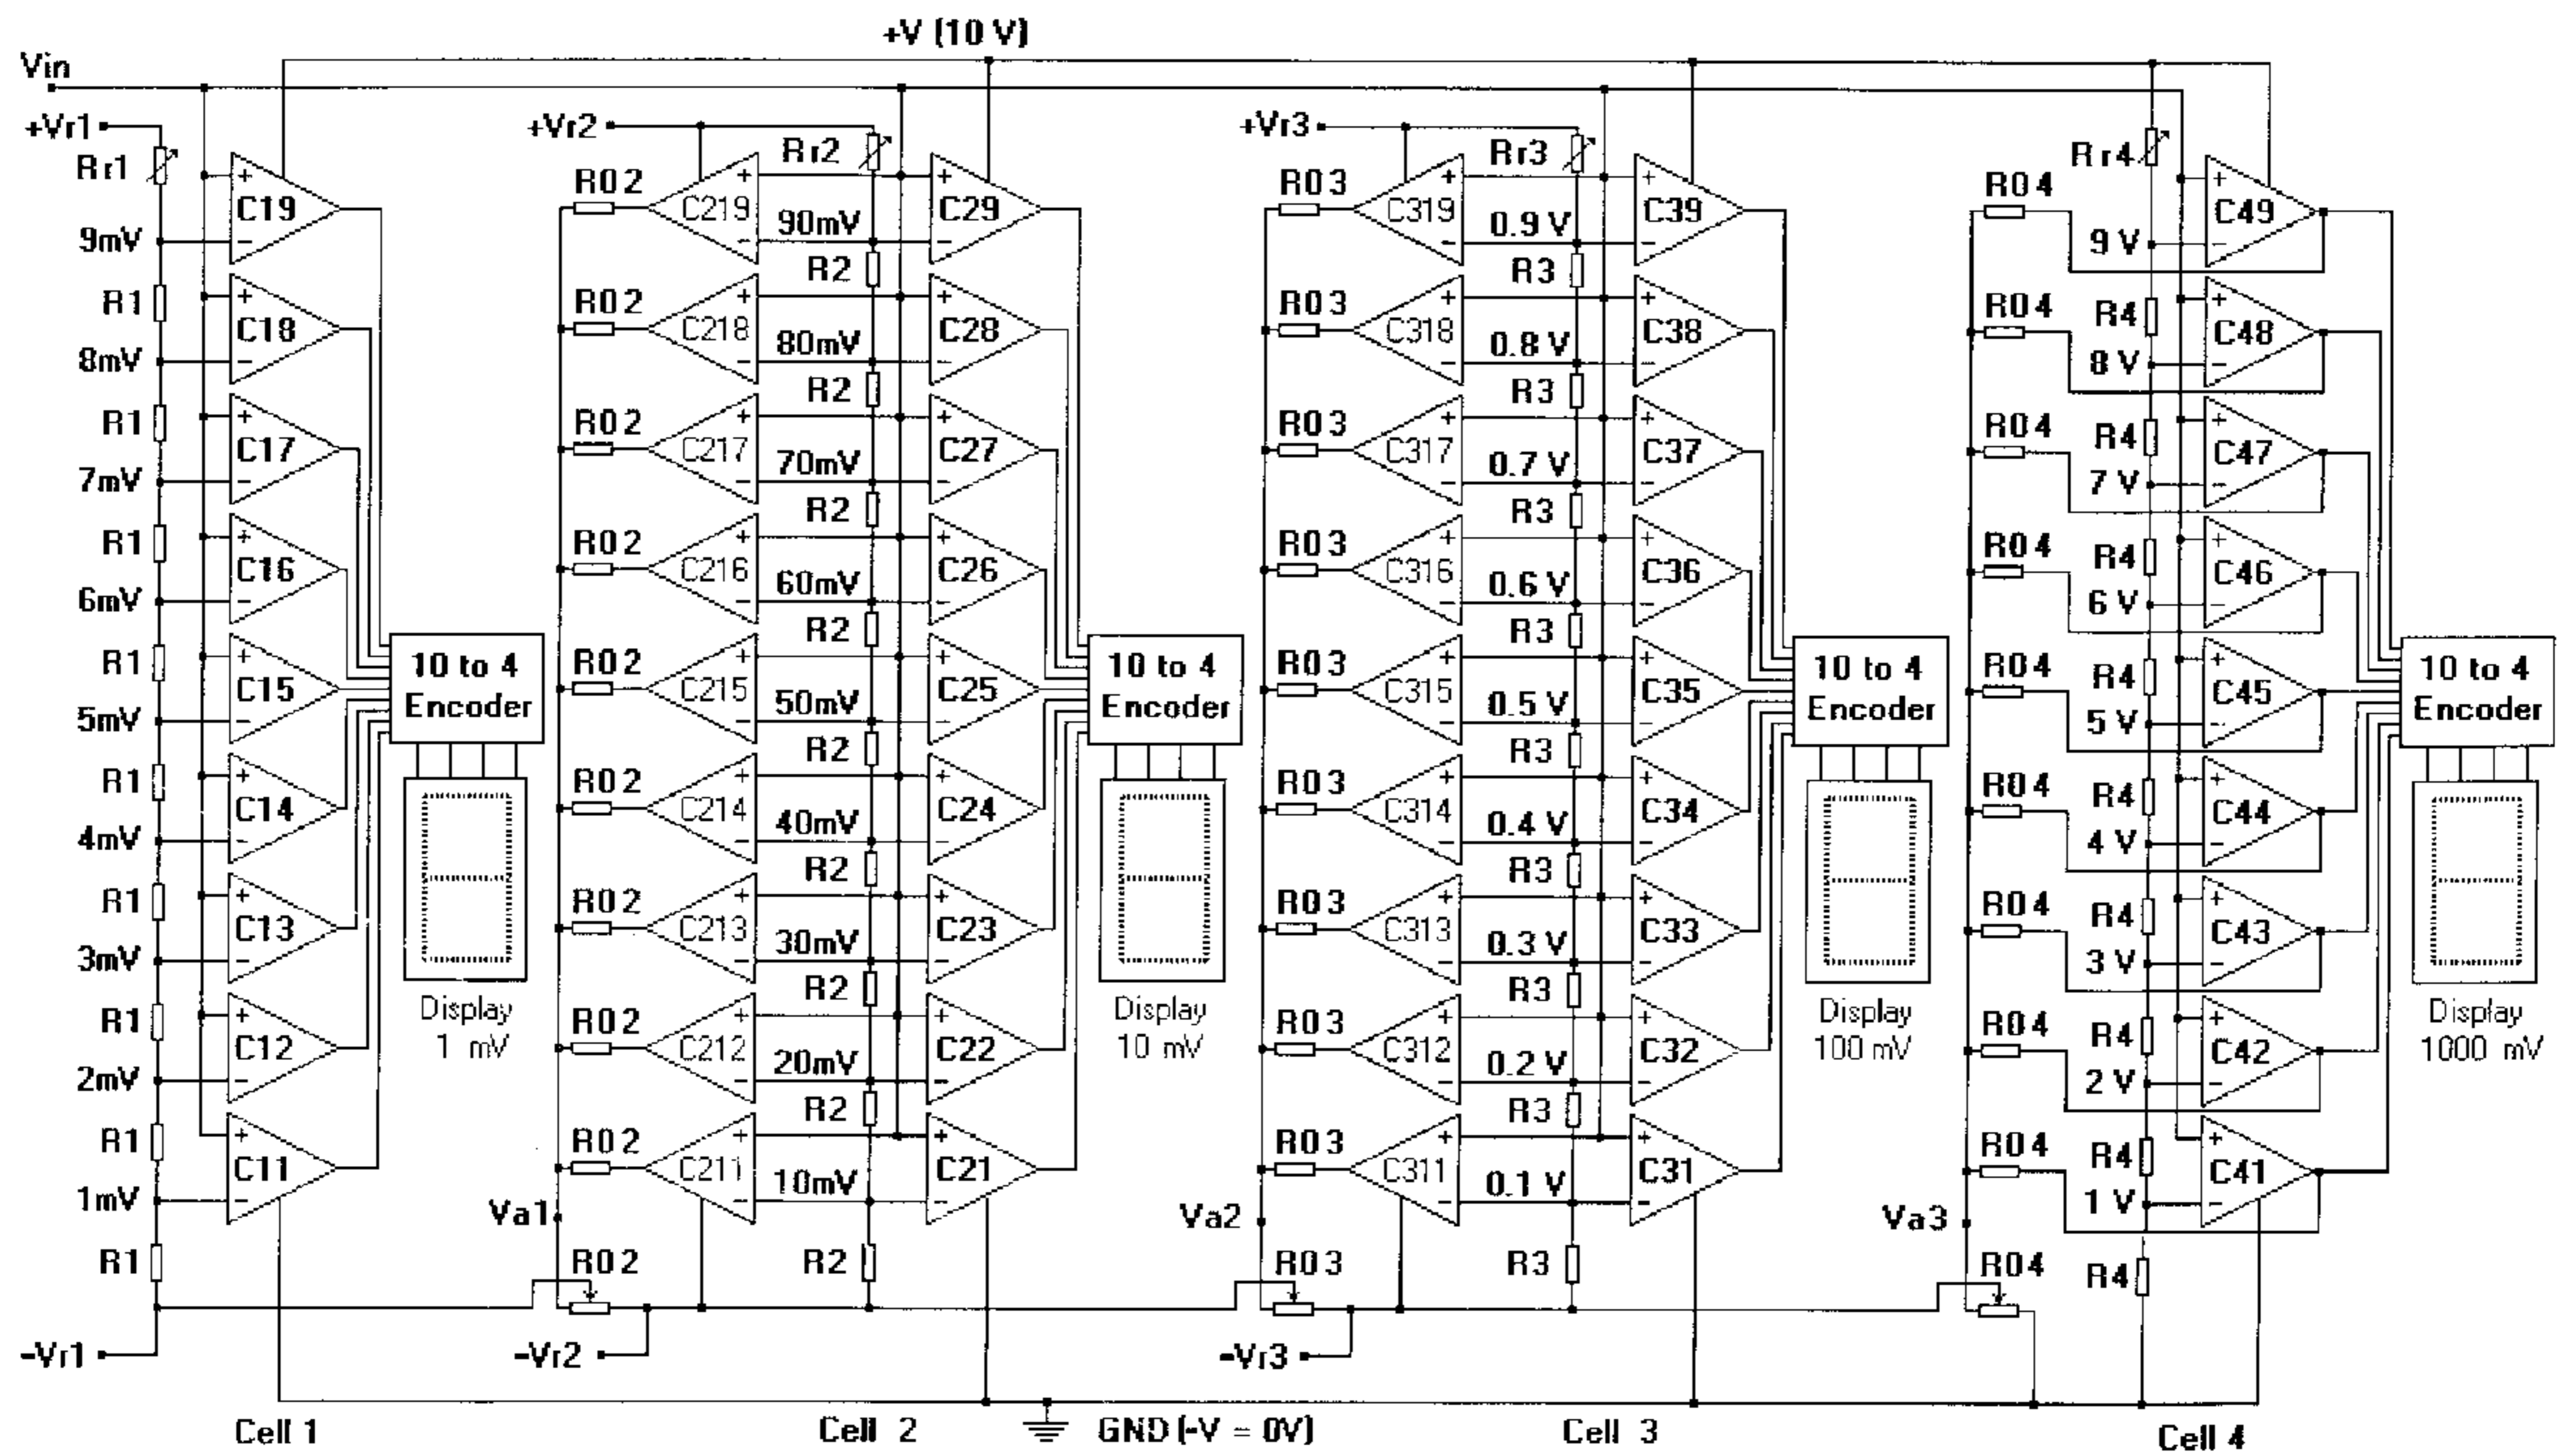 +V (10 V)
Vin
+Vr1
Rr1
C19
9mV
R1
C18
8mV
R1
C17
7mV
R1
C16
6mV
R1
C15
5mV
R1
C14
4mV
R1
C13
3mV
R1
C12
2mV
R1
C11
1mV
R1
-Vr1
10 to 4
Encoder
Display
1 mV
Cell 1
+Vr2
Rr2
R02
C219
90mV
C29
R2
R02
C218
80mV
C28
R2
R02
C217
70mV
C27
R2
R02
C216
60mV
C26
R2
R02
C215
50mV
C25
R2
R02
C214
40mV
C24
R2
R02
C213
30mV
C23
R2
R02
C212
20mV
C22
R2
R02
C211
10mV
C21
Va1
R02
R2
-Vr2
10 to 4
Encoder
Display
10 mV
Cell 2
GND (-V = 0V)
+Vr3
Rr3
R03
C319
0.9 V
C39
R3
R03
C318
0.8 V
C38
R3
R03
C317
0.7 V
C37
R3
R03
C316
0.6 V
C36
R3
R03
C315
0.5 V
C35
R3
R03
C314
0.4 V
C34
R3
R03
C313
0.3 V
C33
R3
R03
C312
0.2 V
C32
R3
R03
C311
0.1 V
C31
Va2
R03
R3
-Vr3
10 to 4
Encoder
Display
100 mV
Cell 3
Rr4
R04
C49
9 V
R04
R4
C48
8 V
R04
R4
C47
7 V
R04
R4
C46
6 V
R04
R4
C45
5 V
R04
R4
C44
4 V
R04
R4
C43
3 V
R04
R4
C42
2 V
R04
R4
C41
1 V
Va3
R04
R4
10 to 4
Encoder
Display
1000 mV
Cell 4